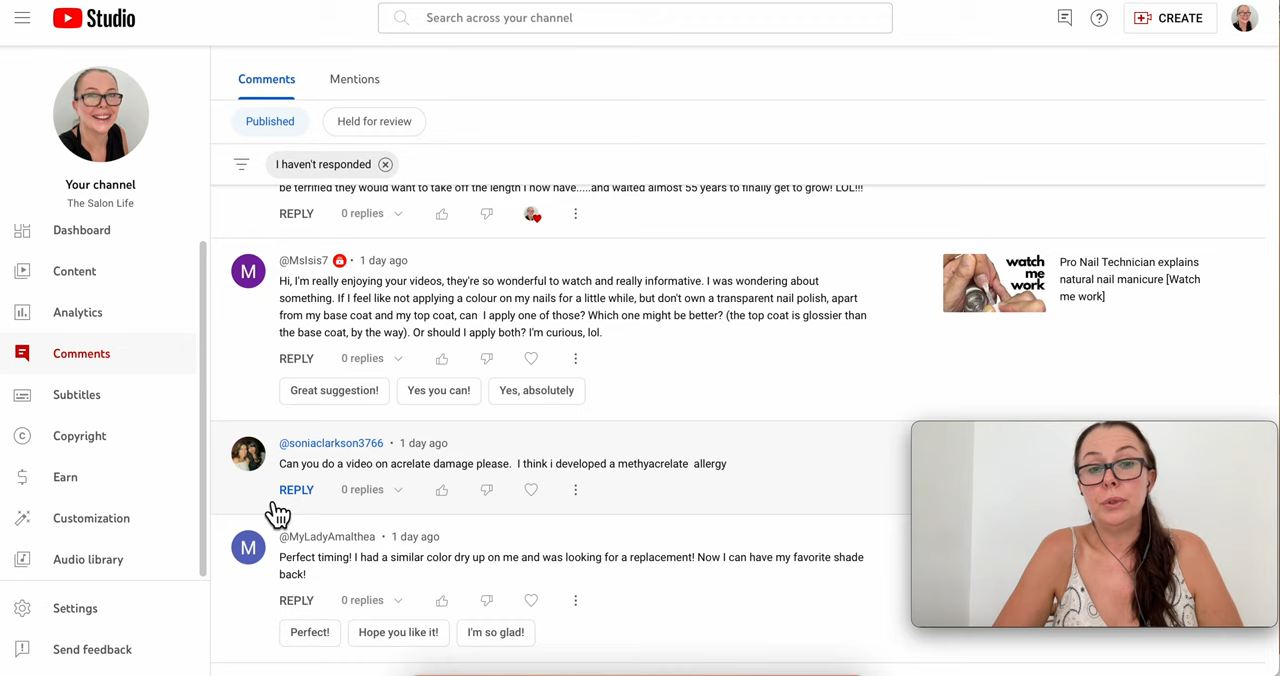 Studio
Search across your channel
CREATE
Your channel
The Salon Life
Dashboard
Content
Analytics
Comments
Subtitles
Copyright
Earn
Customization
Audio library
Settings
Send feedback
Comments
Mentions
Published
Held for review
I haven't responded
be terrified they would want to take off the length I now have.....and waited almost 55 years to finally get to grow! LOL!!!
REPLY
0 replies
M
@MsIsis7 • 1 day ago
Hi, I'm really enjoying your videos, they're so wonderful to watch and really informative. I was wondering about
something. If I feel like not applying a colour on my nails for a little while, but don't own a transparent nail polish, apart
from my base coat and my top coat, can I apply one of those? Which one might be better? (the top coat is glossier than
the base coat, by the way). Or should I apply both? I'm curious, lol.
REPLY
0 replies
Great suggestion!
Yes you can!
Yes, absolutely
watch
me
work
Pro Nail Technician explains
natural nail manicure [Watch
me work]
@soniaclarkson3766 • 1 day ago
Can you do a video on acrelate damage please. I think i developed a methyacrelate allergy
REPLY
0 replies
M
@MyLadyAmalthea • 1 day ago
Perfect timing! I had a similar color dry up on me and was looking for a replacement! Now I can have my favorite shade
back!
REPLY
0 replies
Perfect!
Hope you like it!
I'm so glad!